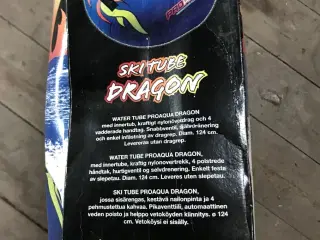 SKI TUBE
DRAGON
WATER TUBE PROAQUA DRAGON
med innertub, kraftigt nylonöverdrag och 4
vadderade handtag. Snabbventil, självdränering
och enkel infästning av dragrep. Diam. 124 cm.
Levereras utan dragrep.
WATER TUBE PROAQUA DRAGON,
med innertube, kraftig nylonovertrekk, 4 polstrede
håndtak, hurtigventil og selvdrenering. Enkelt feste
av slepetau. Diam. 124 cm. Leveres uten slepetau.
SKI TUBE PROAQUA DRAGON,
jossa sisärengas, kestävä nailonpinta ja 4
pehmustettua kahvaa. Pikaventtiili, automaattinen
veden poisto ja helppo vetoköyden kiinnitys. ø 124
cm. Vetoköysi ei sisälly.